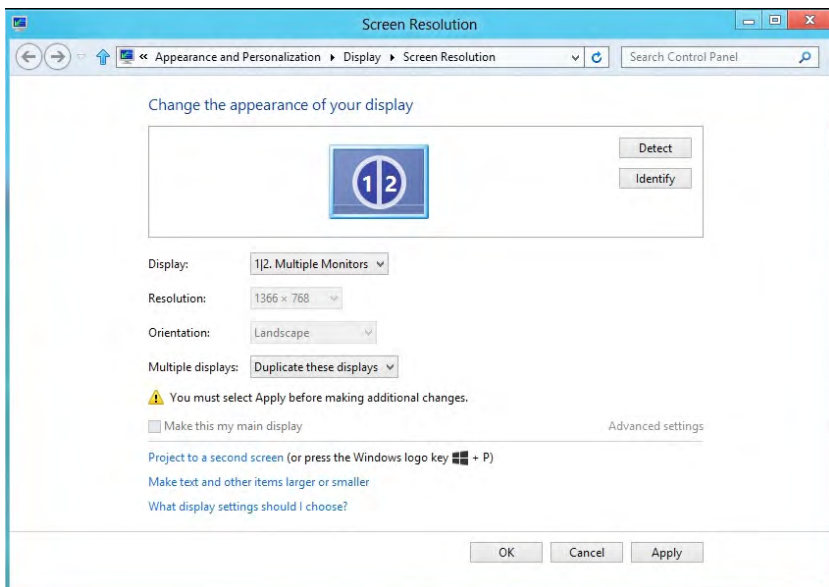 Screen Resolution
« Appearance and Personalization ▸ Display ▸ Screen Resolution
Search Control Panel
Change the appearance of your display
1|2
Detect
Identify
Display: 1|2. Multiple Monitors
Resolution: 1366 × 768
Orientation: Landscape
Multiple displays: Duplicate these displays
You must select Apply before making additional changes.
Make this my main display
Advanced settings
Project to a second screen (or press the Windows logo key + P)
Make text and other items larger or smaller
What display settings should I choose?
OK Cancel Apply